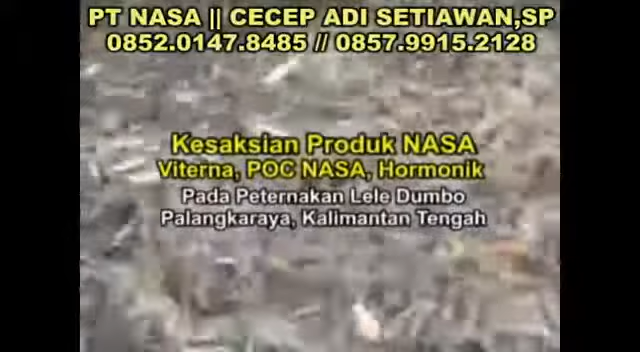 PT NASA || CECEP ADI SETIAWAN,SP
0852.0147.8485 // 0857.9915.2128
Kesaksian Produk NASA
Viterna, POC NASA, Hormonik
Pada Peternakan Lele Dumbo
Palangkaraya, Kalimantan Tengah